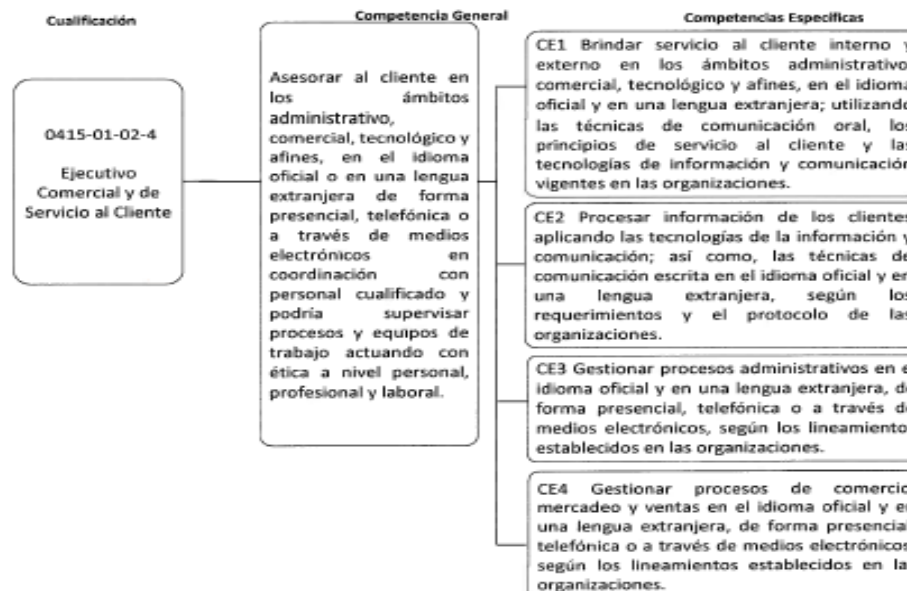 Cualificación
Competencia General
Competencias Específicas
0415-01-02-4
Ejecutivo
Comercial y de
Servicio al Cliente
Asesorar al cliente en
los ámbitos
administrativo,
comercial, tecnológico y
afines, en el idioma
oficial o en una lengua
extranjera de forma
presencial, telefónica o
a través de medios
electrónicos en
coordinación con
personal cualificado y
podría supervisar
procesos y equipos de
trabajo actuando con
ética a nivel personal,
profesional y laboral.
CE1 Brindar servicio al cliente interno y
externo en los ámbitos administrativo
comercial, tecnológico y afines, en el idioma
oficial y en una lengua extranjera; utilizando
las técnicas de comunicación oral, los
principios de servicio al cliente y las
tecnologías de información y comunicación
vigentes en las organizaciones.
CE2 Procesar información de los clientes
aplicando las tecnologías de la información y
comunicación; así como, las técnicas de
comunicación escrita en el idioma oficial y en
una lengua extranjera, según los
requerimientos y el protocolo de las
organizaciones.
CE3 Gestionar procesos administrativos en e
idioma oficial y en una lengua extranjera, de
forma presencial, telefónica o a través de
medios electrónicos, según los lineamiento
establecidos en las organizaciones.
CE4 Gestionar procesos de comercio
mercadeo y ventas en el idioma oficial y en
una lengua extranjera, de forma presencial
telefónica o a través de medios electrónicos
según los lineamientos establecidos en la
organizaciones.